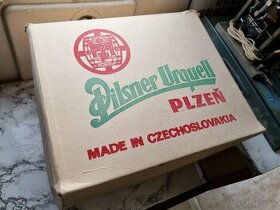 Pilsner Urquell
PLZEŇ
MADE IN CZECHOSLOVAKIA